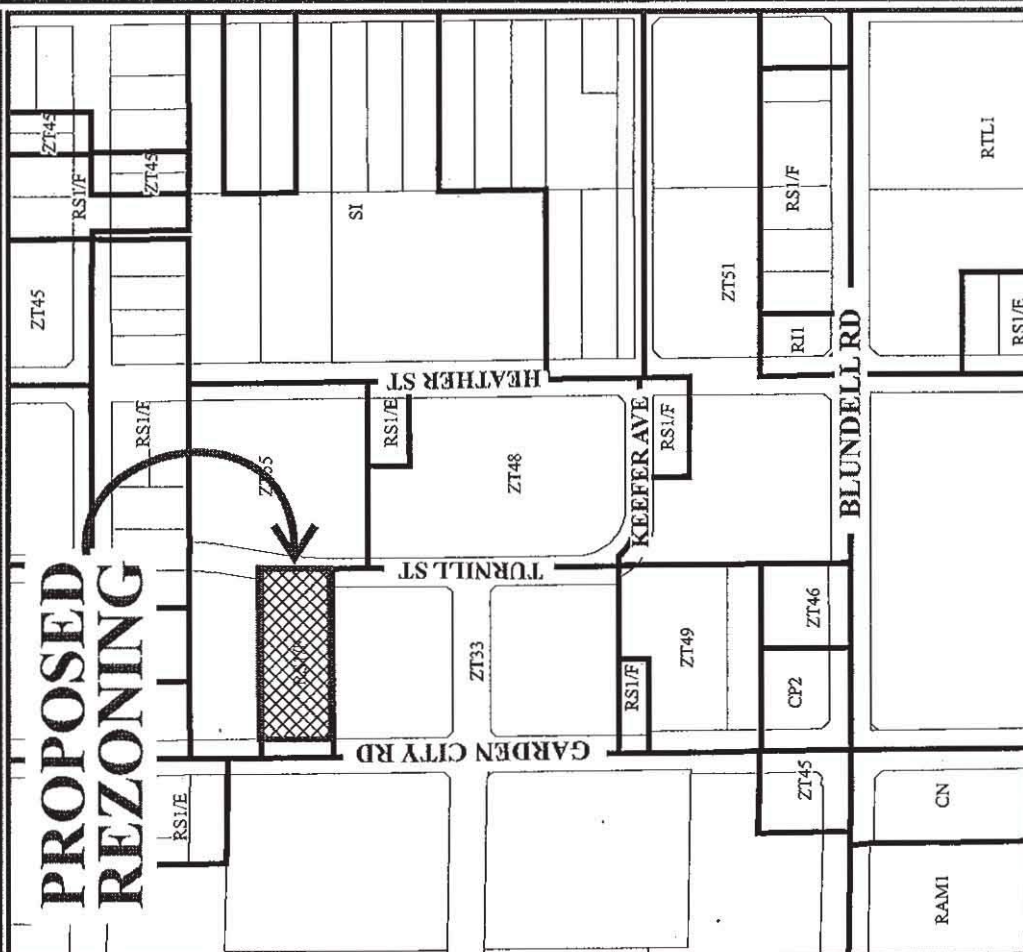 PROPOSED
REZONING
ZT45
RS1/F
ZT45
ZT45
SI
ZT51
RS1/F
RI1
RTL1
RS1/E
HEATHER ST
RS1/F
RS1/E
ZT48
KEEFER AVE
RS1/F
BLUNDELL RD
TURNILL ST
ZT33
RS1/F
ZT49
ZT46
CP2
GARDEN CITY RD
RS1/E
ZT45
CN
RAM1